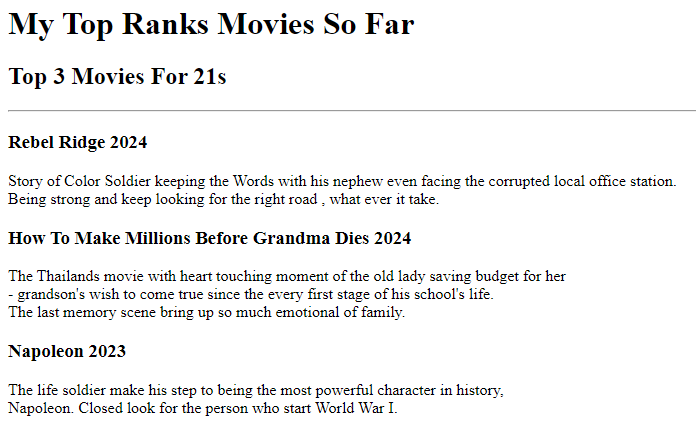 My Top Ranks Movies So Far
Top 3 Movies For 21s
Rebel Ridge 2024
Story of Color Soldier keeping the Words with his nephew even facing the corrupted local office station.
Being strong and keep looking for the right road , what ever it take.
How To Make Millions Before Grandma Dies 2024
The Thailands movie with heart touching moment of the old lady saving budget for her
- grandson's wish to come true since the every first stage of his school's life.
The last memory scene bring up so much emotional of family.
Napoleon 2023
The life soldier make his step to being the most powerful character in history,
Napoleon. Closed look for the person who start World War I.